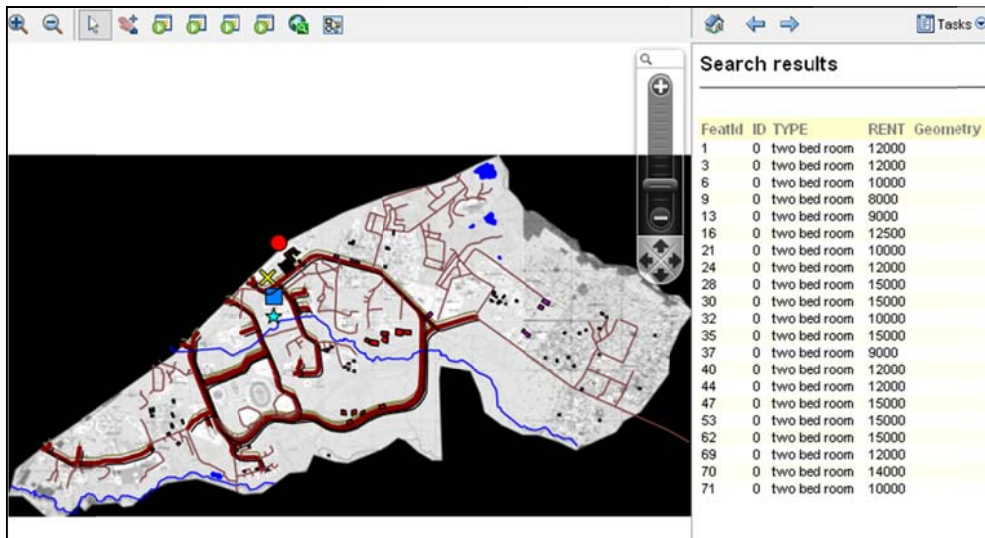 Tasks
Search results
FeatId ID TYPE RENT Geometry
1 0 two bed room 12000
3 0 two bed room 12000
6 0 two bed room 10000
9 0 two bed room 8000
13 0 two bed room 9000
16 0 two bed room 12500
21 0 two bed room 10000
24 0 two bed room 12000
28 0 two bed room 15000
30 0 two bed room 15000
32 0 two bed room 10000
35 0 two bed room 15000
37 0 two bed room 9000
40 0 two bed room 12000
44 0 two bed room 12000
47 0 two bed room 15000
53 0 two bed room 15000
62 0 two bed room 15000
69 0 two bed room 12000
70 0 two bed room 14000
71 0 two bed room 10000